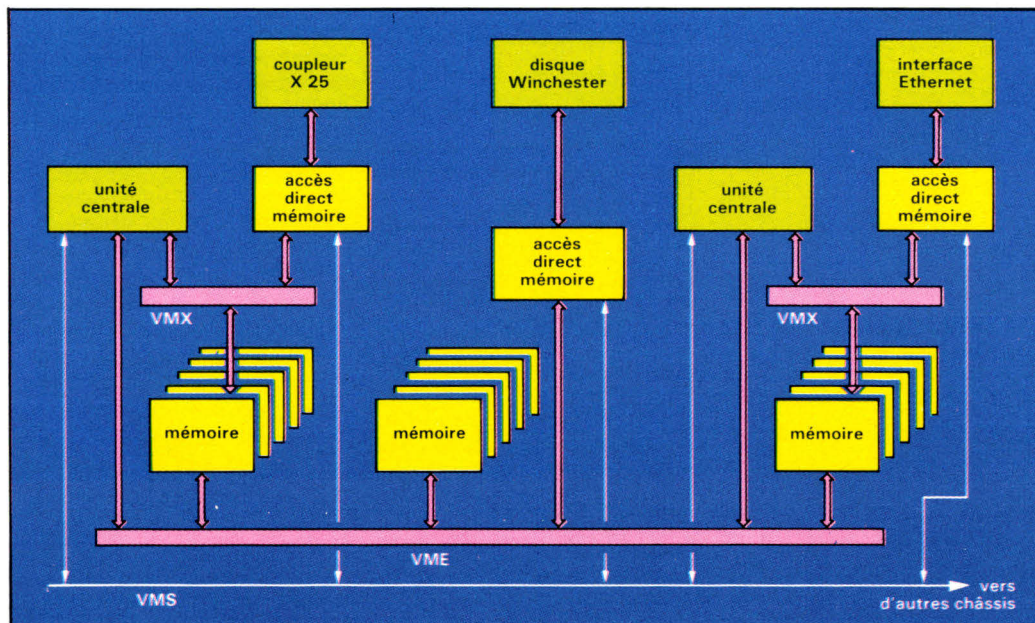 coupleur
X 25
disque
Winchester
interface
Ethernet
unité
centrale
accès
direct
mémoire
unité
centrale
accès
direct
mémoire
accès
direct
mémoire
VMX
VMX
mémoire
mémoire
mémoire
VME
VMS
vers
d'autres châssis